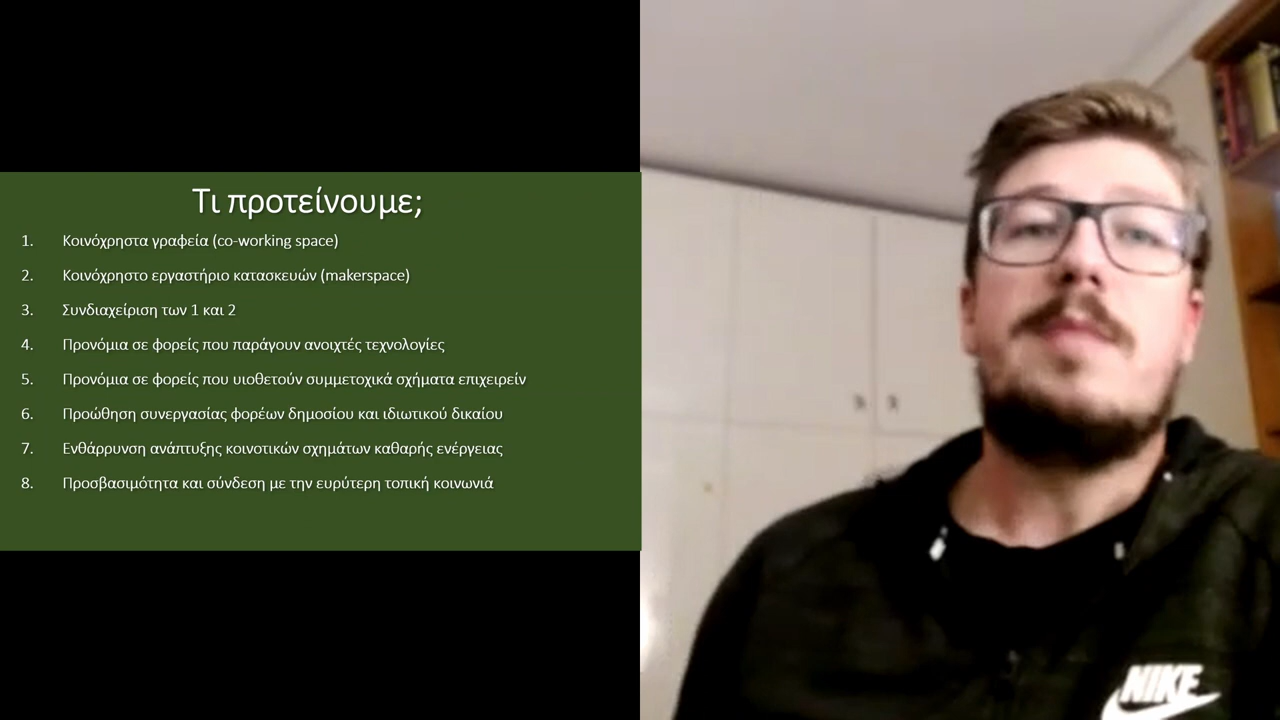 Τι προτείνουμε;
1. Κοινόχρηστα γραφεία (co-working space)
2. Κοινόχρηστο εργαστήριο κατασκευών (makerspace)
3. Συνδιαχείριση των 1 και 2
4. Προνόμια σε φορείς που παράγουν ανοιχτές τεχνολογίες
5. Προνόμια σε φορείς που υιοθετούν συμμετοχικά σχήματα επιχειρείν
6. Προώθηση συνεργασίας φορέων δημοσίου και ιδιωτικού δικαίου
7. Ενθάρρυνση ανάπτυξης κοινοτικών σχημάτων καθαρής ενέργειας
8. Προσβασιμότητα και σύνδεση με την ευρύτερη τοπική κοινωνιά
NIKE